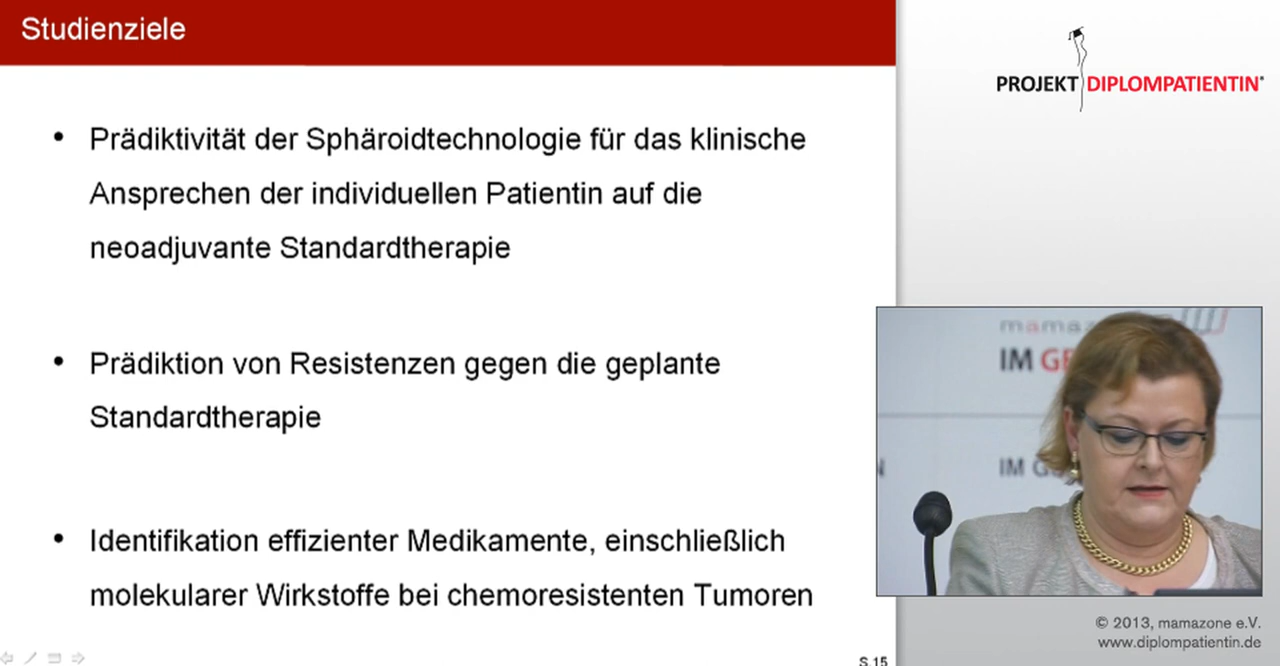 Studienziele
PROJEKT DIPLOMPATIENTIN®
• Prädiktivität der Sphäroidtechnologie für das klinische
Ansprechen der individuellen Patientin auf die
neoadjuvante Standardtherapie
• Prädiktion von Resistenzen gegen die geplante
Standardtherapie
• Identifikation effizienter Medikamente, einschließlich
molekularer Wirkstoffe bei chemoresistenten Tumoren
S.15
IM
IM
© 2013, mamazone e.V.
www.diplompatientin.de